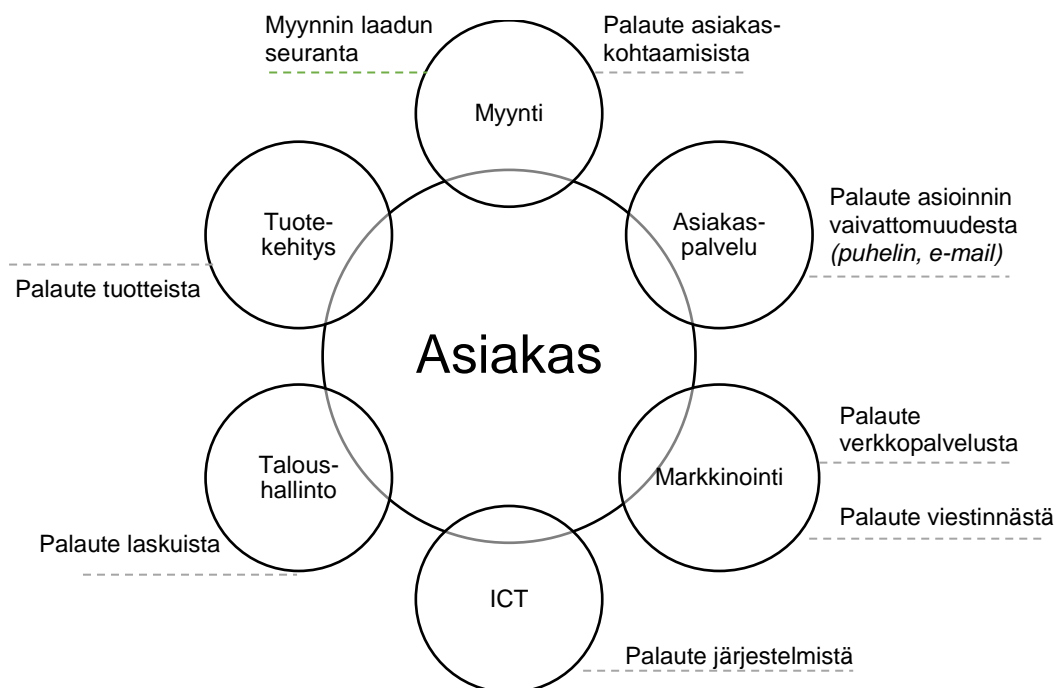 Myynnin laadun
seuranta
Palaute asiakas-
kohtaamisista
Myynti
Tuote-
kehitys
Asiakas-
palvelu
Palaute asioinnin
vaivattomuudesta
(puhelin, e-mail)
Palaute tuotteista
Asiakas
Talous-
hallinto
Markkinointi
Palaute
verkkopalvelusta
Palaute viestinnästä
Palaute laskuista
ICT
Palaute järjestelmistä